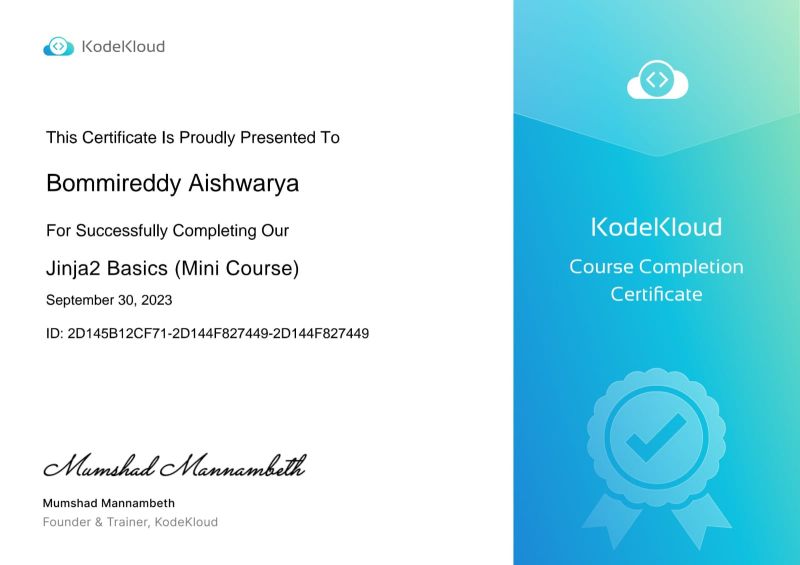 KodeKloud
This Certificate Is Proudly Presented To
Bommireddy Aishwarya
For Successfully Completing Our
Jinja2 Basics (Mini Course)
September 30, 2023
ID: 2D145B12CF71-2D144F827449-2D144F827449
Mumshad Mannambeth
Mumshad Mannambeth
Founder & Trainer, KodeKloud
KodeKloud
Course Completion
Certificate